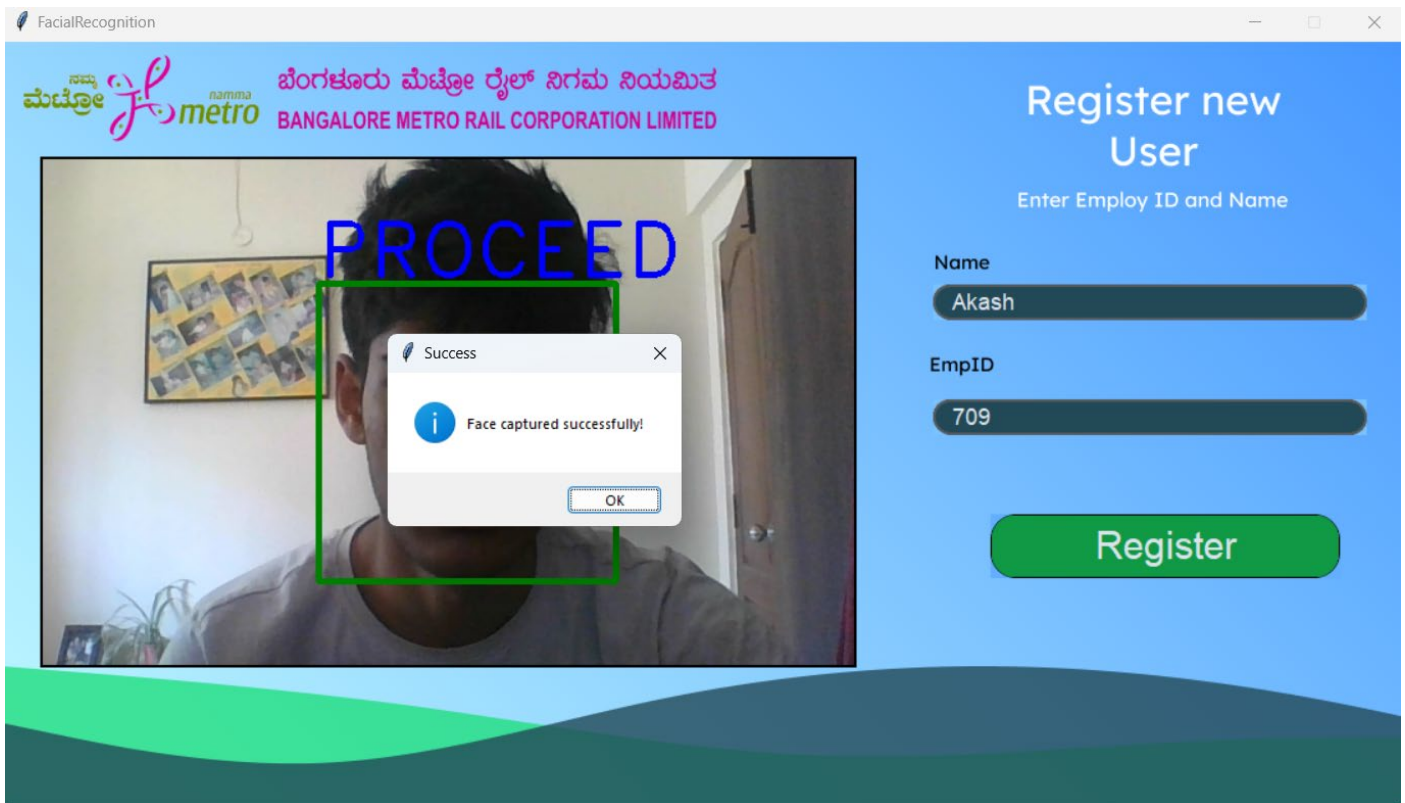 FacialRecognition
ನಮ್ಮ
ಮೆಟ್ರೋ
namma
metro
ಬೆಂಗಳೂರು ಮೆಟ್ರೋ ರೈಲ್ ನಿಗಮ ನಿಯಮಿತ
BANGALORE METRO RAIL CORPORATION LIMITED
PROCEED
Success
Face captured successfully!
OK
Register new
User
Enter Employ ID and Name
Name
Akash
EmpID
709
Register